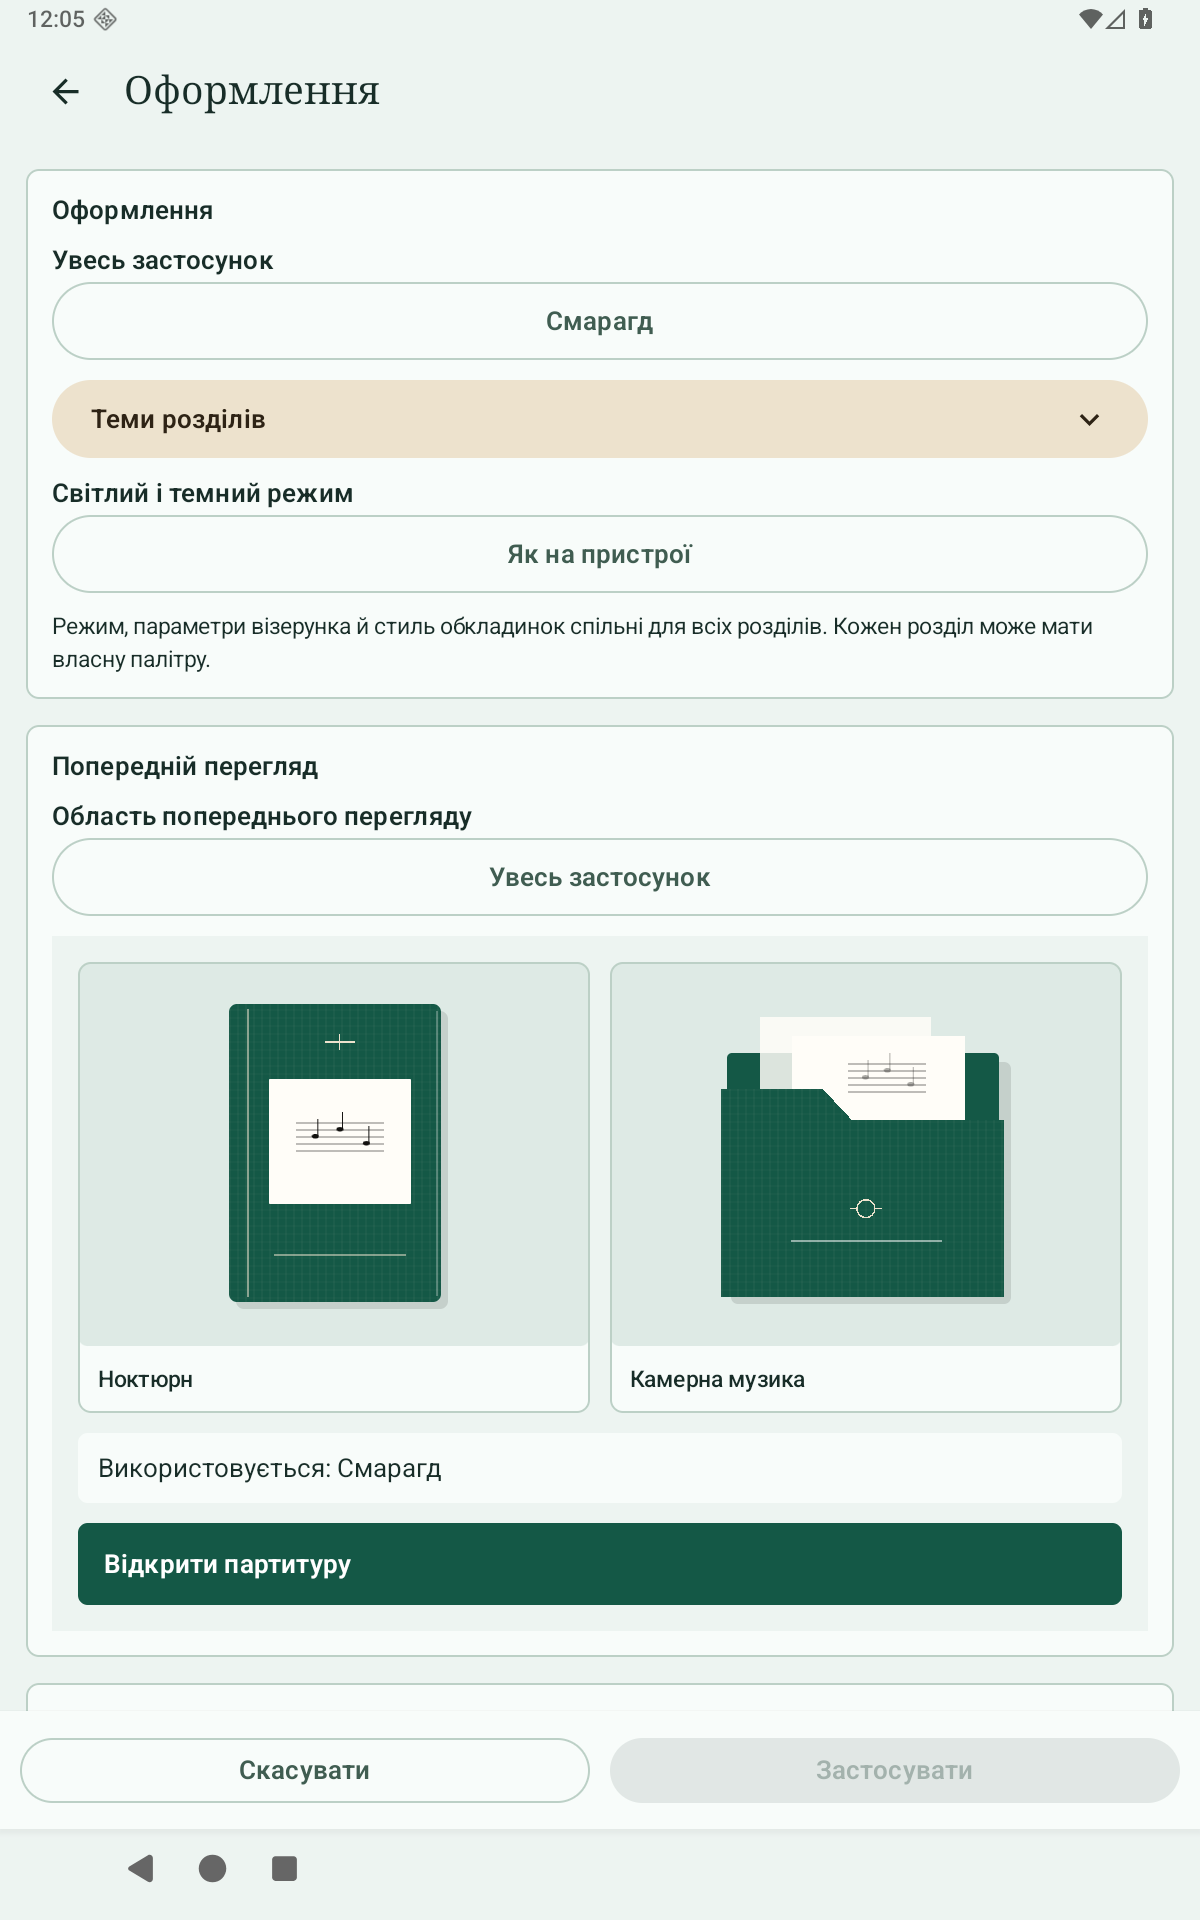 12:05
Оформлення
Оформлення
Увесь застосунок
Смарагд
Теми розділів
Світлий і темний режим
Як на пристрої
Режим, параметри візерунка й стиль обкладинок спільні для всіх розділів. Кожен розділ може мати
власну палітру.
Попередній перегляд
Область попереднього перегляду
Увесь застосунок
Ноктюрн
Камерна музика
Використовується: Смарагд
Відкрити партитуру
Скасувати
Застосувати